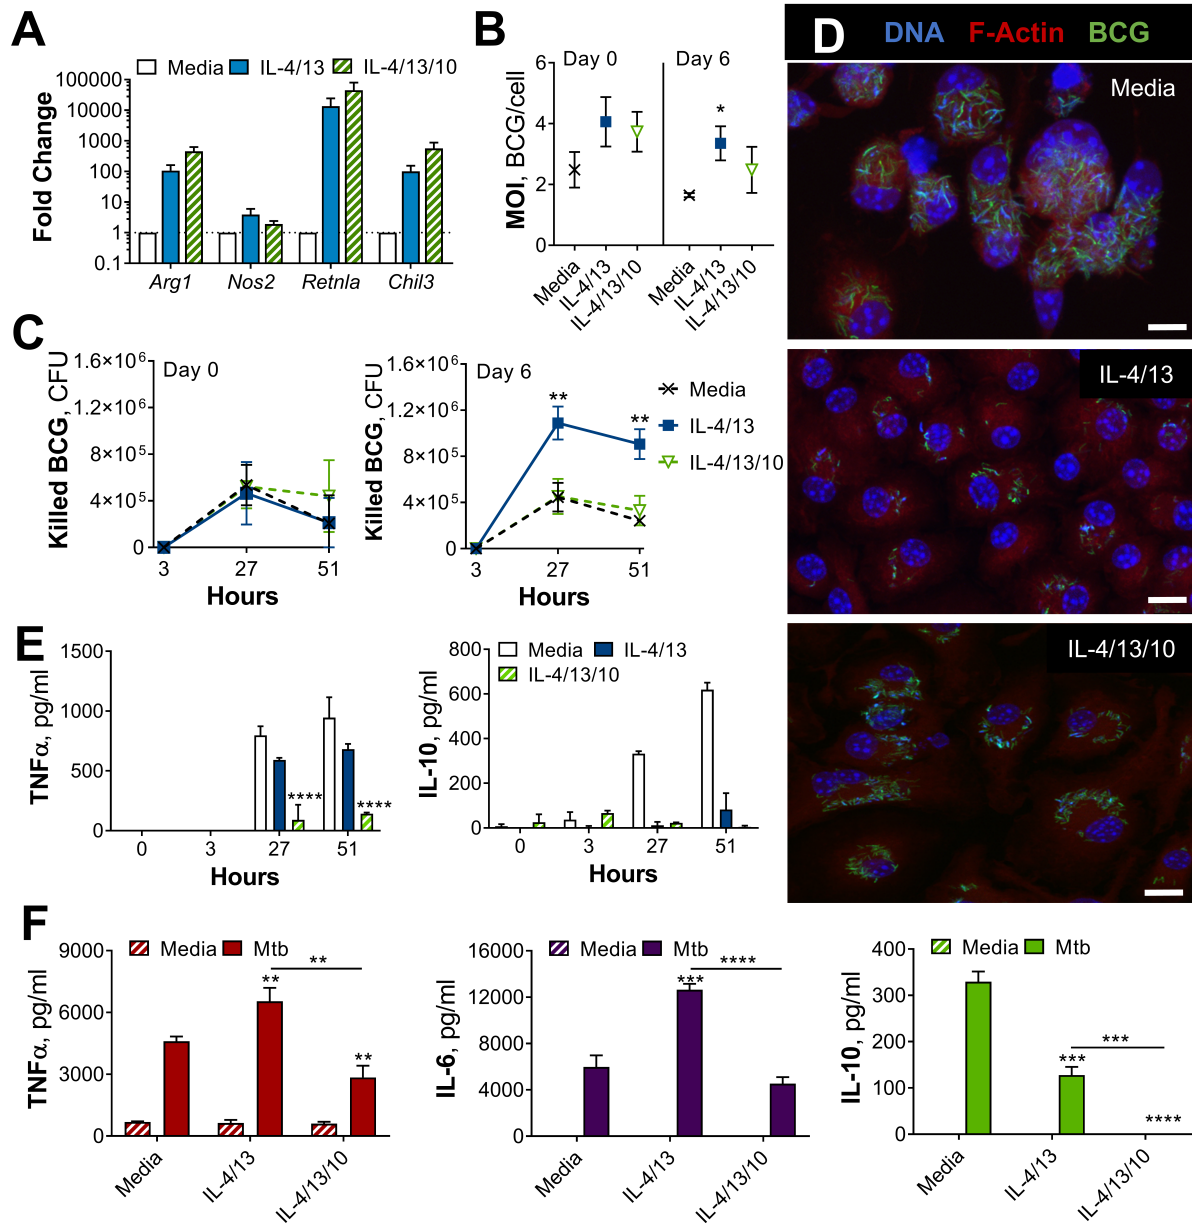 A
Media IL-4/13 IL-4/13/10
Fold Change
100000
10000
1000
100
10
1
0.1
Arg1 Nos2 Retnla Chil3
B
MOI, BCG/cell
Day 0 Day 6
6
4
2
0
*
Media
IL-4/13
IL-4/13/10
Media
IL-4/13
IL-4/13/10
C
Killed BCG, CFU
Day 0
1.6×10⁶
1.2×10⁶
8×10⁵
4×10⁵
0
3 27 51
Hours
Killed BCG, CFU
Day 6
1.6×10⁶
1.2×10⁶
8×10⁵
4×10⁵
0
** **
3 27 51
Hours
Media
IL-4/13
IL-4/13/10
D DNA F-Actin BCG
Media
IL-4/13
IL-4/13/10
E
TNFα, pg/ml
1500
1000
500
0
**** ****
0 3 27 51
Hours
IL-10, pg/ml
Media IL-4/13
IL-4/13/10
800
600
400
200
0
0 3 27 51
Hours
F
Media Mtb
TNFα, pg/ml
9000
6000
3000
0
**
**
**
Media
IL-4/13
IL-4/13/10
Media Mtb
IL-6, pg/ml
16000
12000
8000
4000
0
****
***
Media
IL-4/13
IL-4/13/10
Media Mtb
IL-10, pg/ml
400
300
200
100
0
***
***
****
Media
IL-4/13
IL-4/13/10